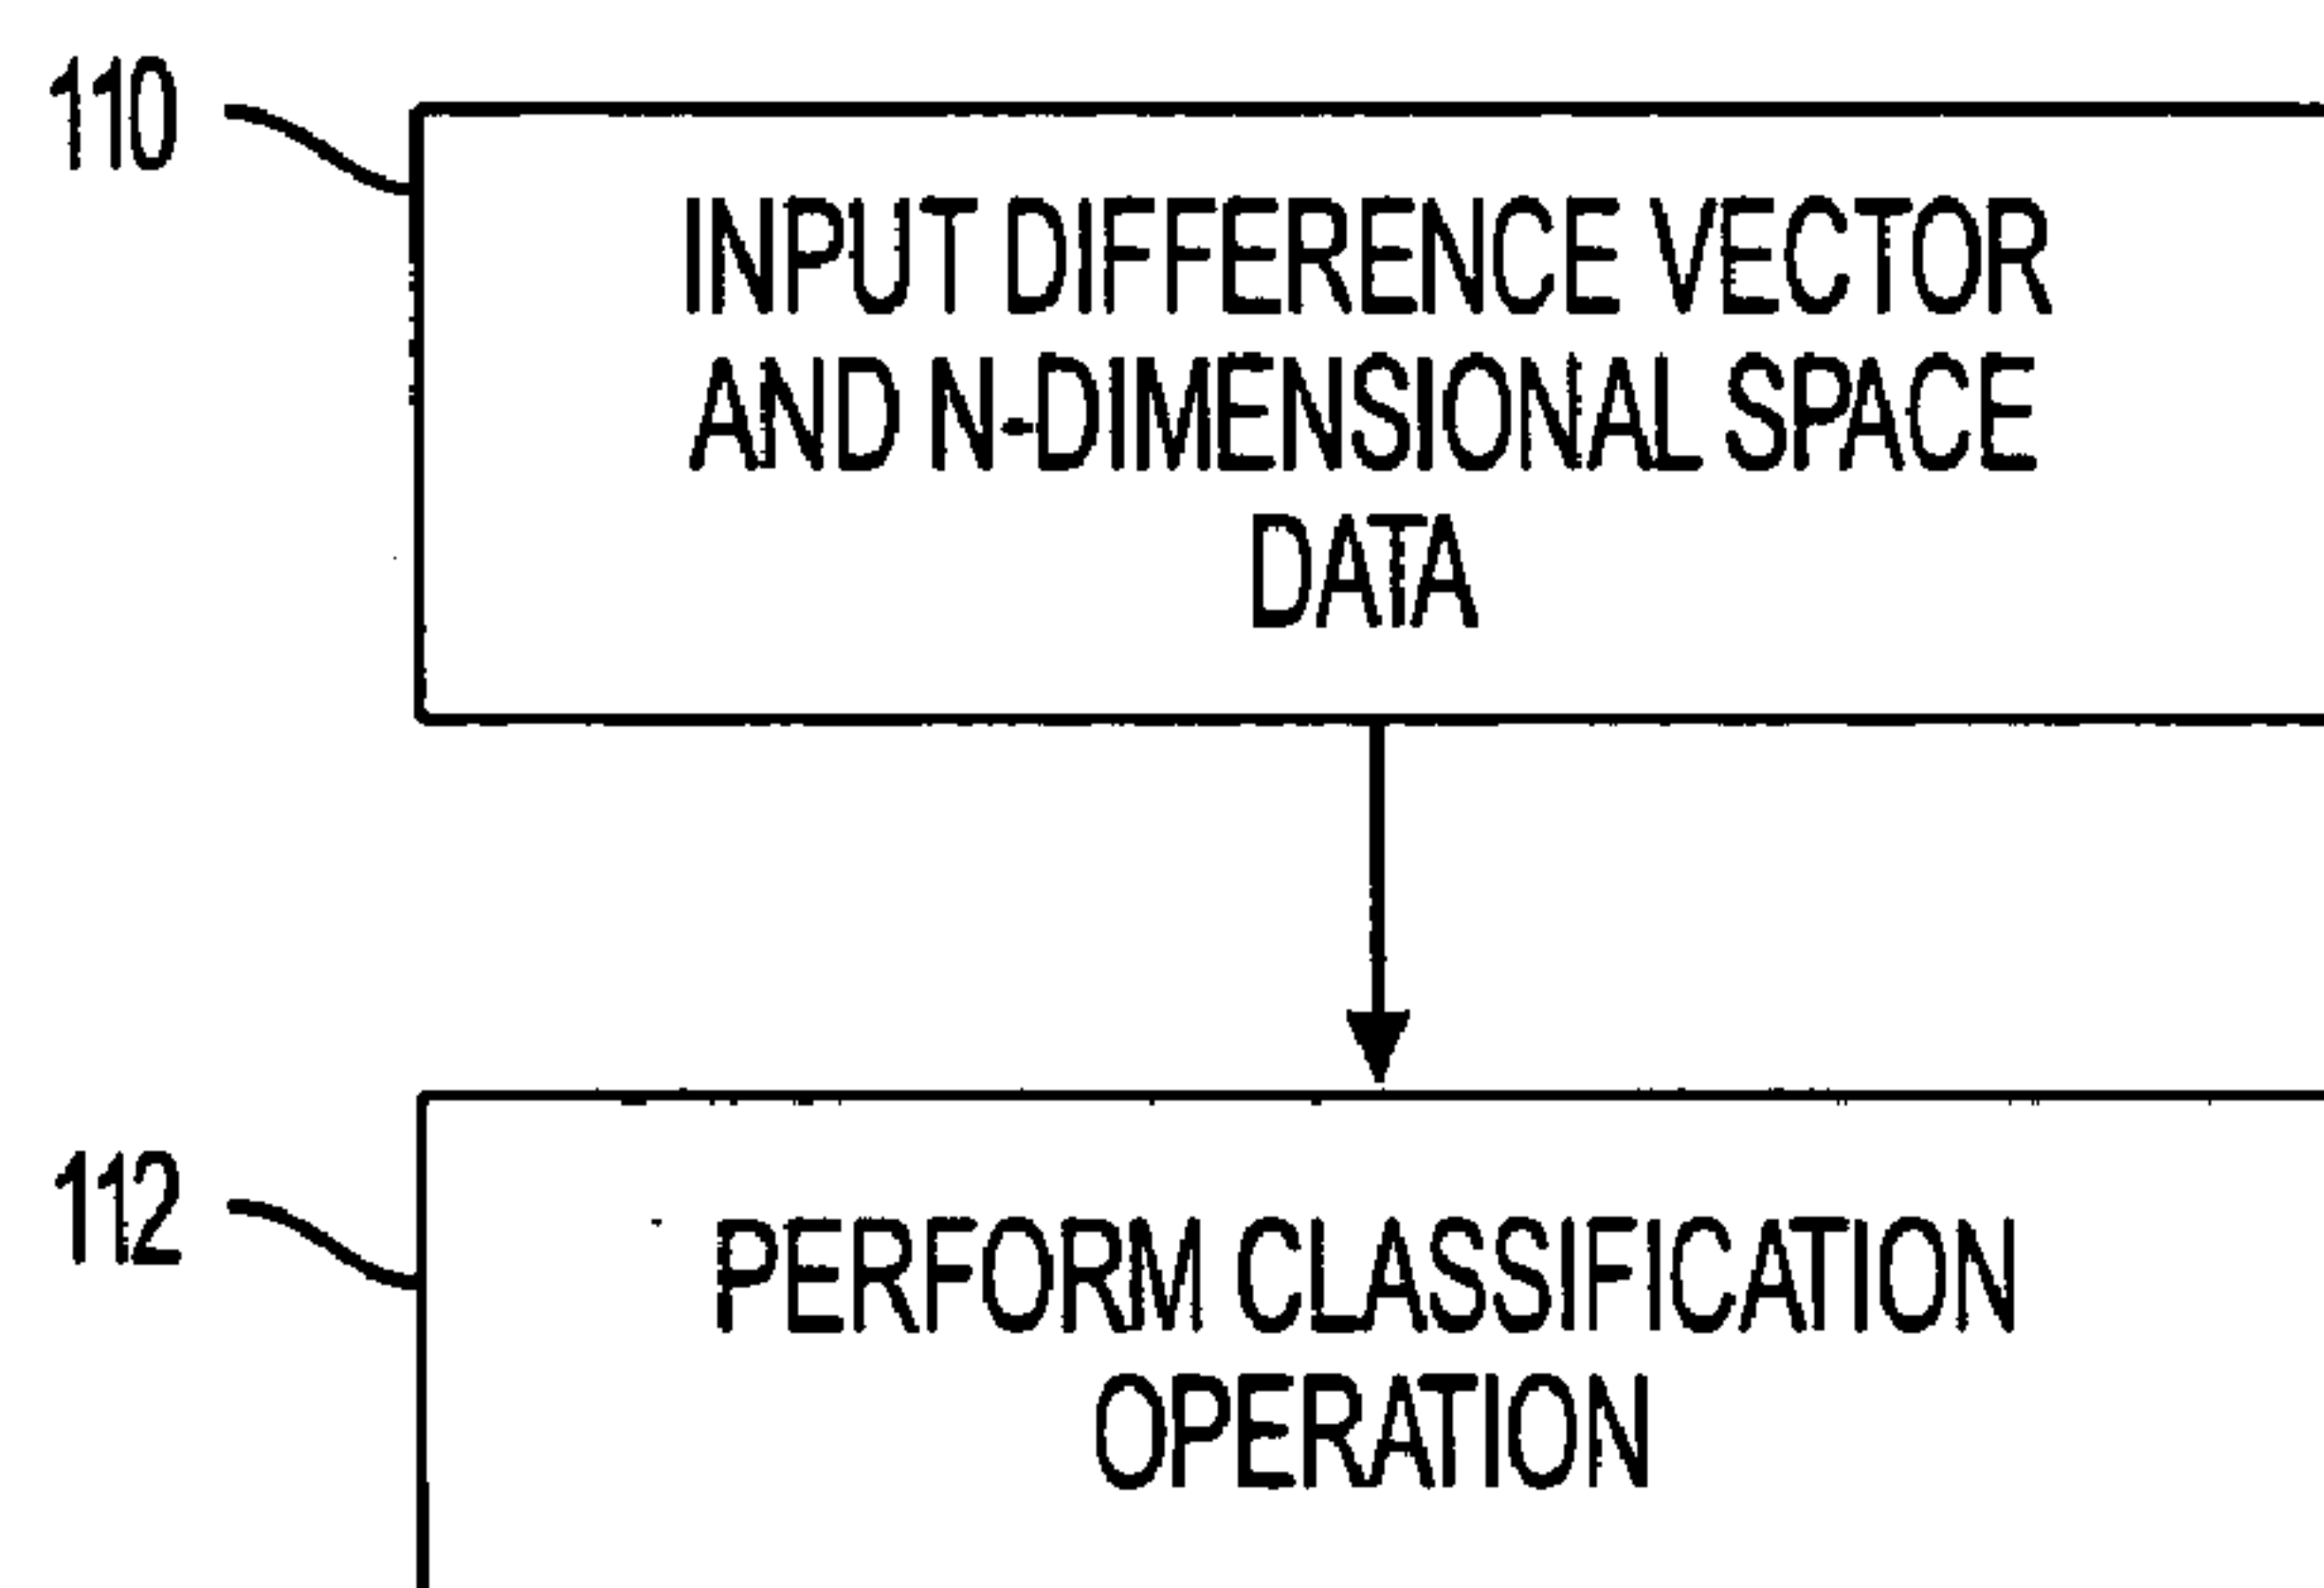 110
INPUT DIFFERENCE VECTOR
AND N-DIMENSIONAL SPACE
DATA
112
PERFORM CLASSIFICATION
OPERATION